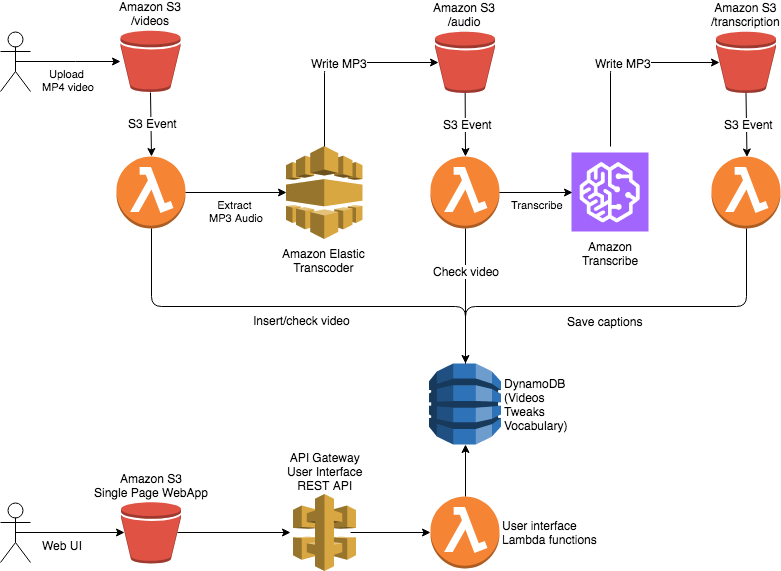 Amazon S3
/videos
Amazon S3
/audio
Amazon S3
/transcription
Upload
MP4 video
Write MP3
Write MP3
S3 Event
S3 Event
S3 Event
Extract
MP3 Audio
Transcribe
Amazon Elastic
Transcoder
Amazon
Transcribe
Check video
Insert/check video
Save captions
DynamoDB
(Videos
Tweaks
Vocabulary)
Amazon S3
Single Page WebApp
API Gateway
User Interface
REST API
Web UI
User interface
Lambda functions